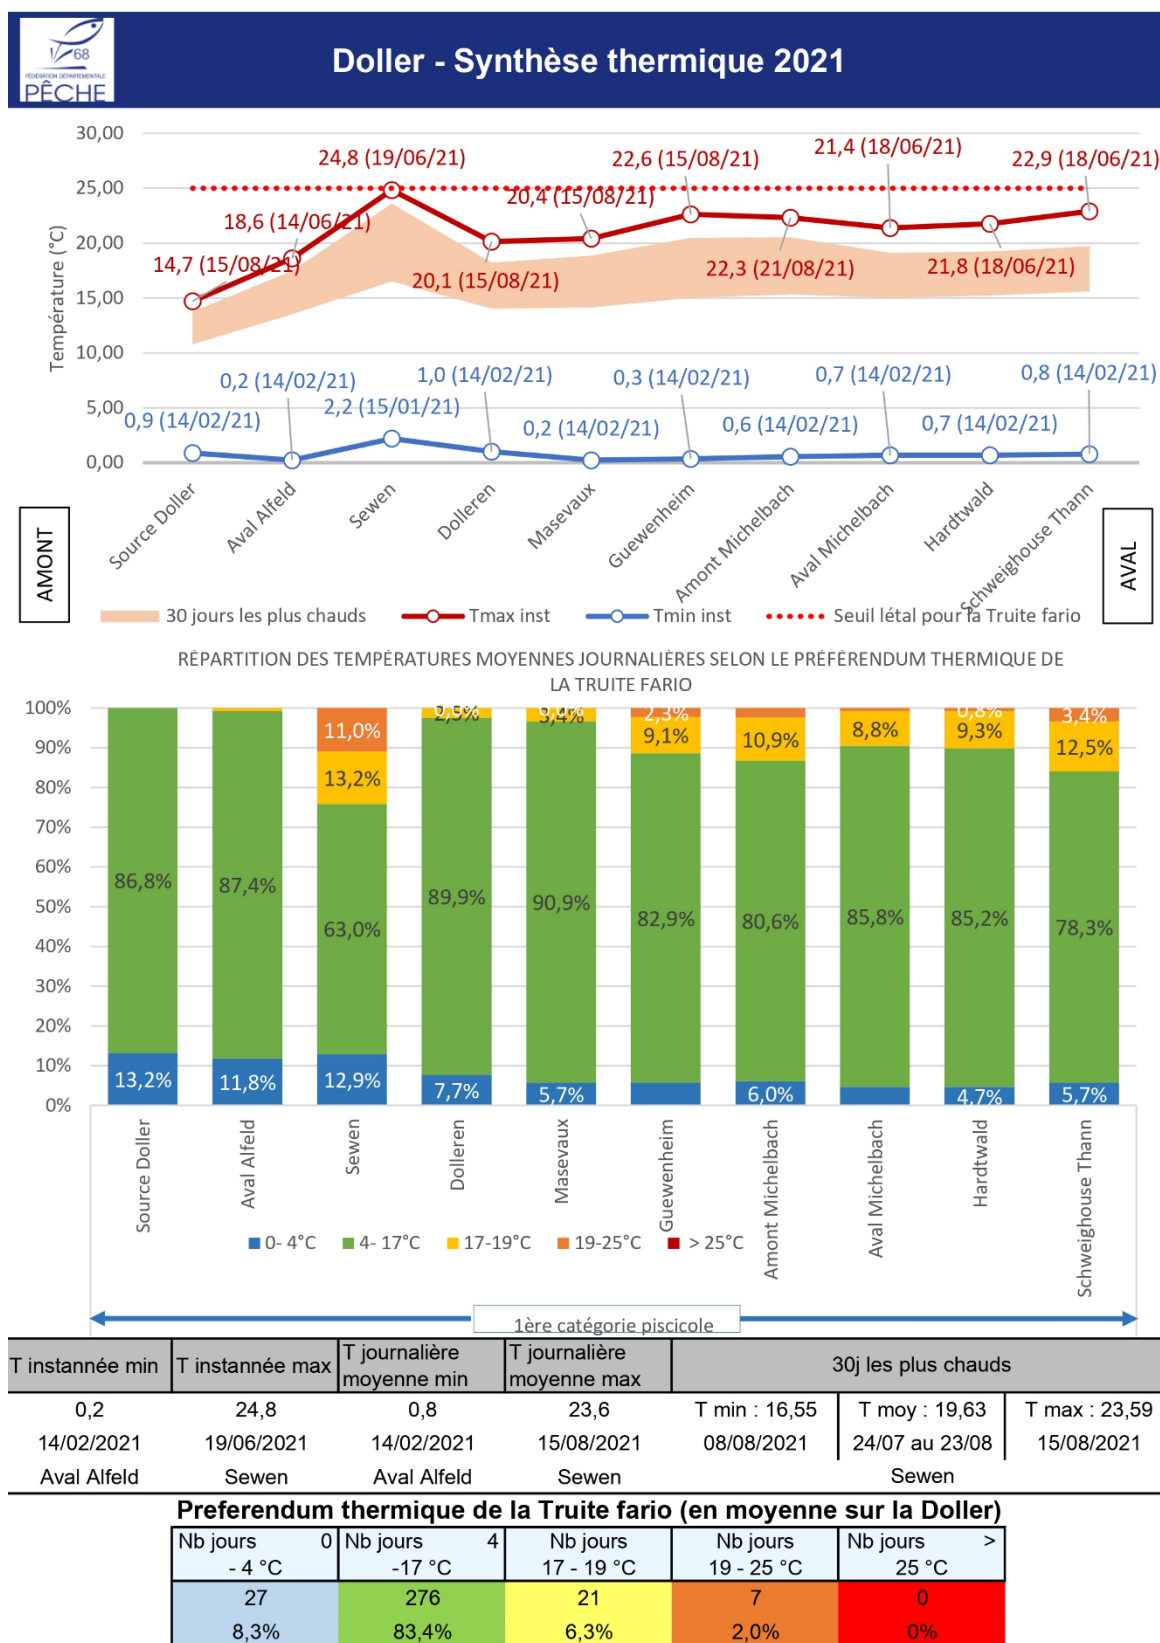 68
FÉDÉRATION DÉPARTEMENTALE
PÊCHE
Doller - Synthèse thermique 2021
Température (°C)
30,00
25,00
20,00
15,00
10,00
5,00
0,00
24,8 (19/06/21)
22,6 (15/08/21)
21,4 (18/06/21)
22,9 (18/06/21)
18,6 (14/06/21)
20,4 (15/08/21)
14,7 (15/08/21)
20,1 (15/08/21)
22,3 (21/08/21)
21,8 (18/06/21)
0,2 (14/02/21)
1,0 (14/02/21)
0,3 (14/02/21)
0,7 (14/02/21)
0,8 (14/02/21)
0,9 (14/02/21)
2,2 (15/01/21)
0,2 (14/02/21)
0,6 (14/02/21)
0,7 (14/02/21)
Source Doller
Aval Alfeld
Sewen
Dolleren
Masevaux
Guewenheim
Amont Michelbach
Aval Michelbach
Hardtwald
Schweighouse Thann
AMONT
AVAL
30 jours les plus chauds
Tmax inst
Tmin inst
Seuil létal pour la Truite fario
RÉPARTITION DES TEMPÉRATURES MOYENNES JOURNALIÈRES SELON LE PRÉFÉRENDUM THERMIQUE DE
LA TRUITE FARIO
100%
90%
80%
70%
60%
50%
40%
30%
20%
10%
0%
11,0%
2,5%
3,4%
2,3%
0,8%
3,4%
13,2%
9,1%
10,9%
8,8%
9,3%
12,5%
86,8%
87,4%
63,0%
89,9%
90,9%
82,9%
80,6%
85,8%
85,2%
78,3%
13,2%
11,8%
12,9%
7,7%
5,7%
6,0%
4,7%
5,7%
Source Doller
Aval Alfeld
Sewen
Dolleren
Masevaux
Guewenheim
Amont Michelbach
Aval Michelbach
Hardtwald
Schweighouse Thann
0- 4°C
4- 17°C
17-19°C
19-25°C
> 25°C
1ère catégorie piscicole
T instannée min
T instannée max
T journalière
moyenne min
T journalière
moyenne max
30j les plus chauds
0,2
24,8
0,8
23,6
T min : 16,55
T moy : 19,63
T max : 23,59
14/02/2021
19/06/2021
14/02/2021
15/08/2021
08/08/2021
24/07 au 23/08
15/08/2021
Aval Alfeld
Sewen
Aval Alfeld
Sewen
Sewen
Preferendum thermique de la Truite fario (en moyenne sur la Doller)
Nb jours 0
- 4 °C
Nb jours 4
-17 °C
Nb jours
17 - 19 °C
Nb jours
19 - 25 °C
Nb jours >
25 °C
27
276
21
7
0
8,3%
83,4%
6,3%
2,0%
0%